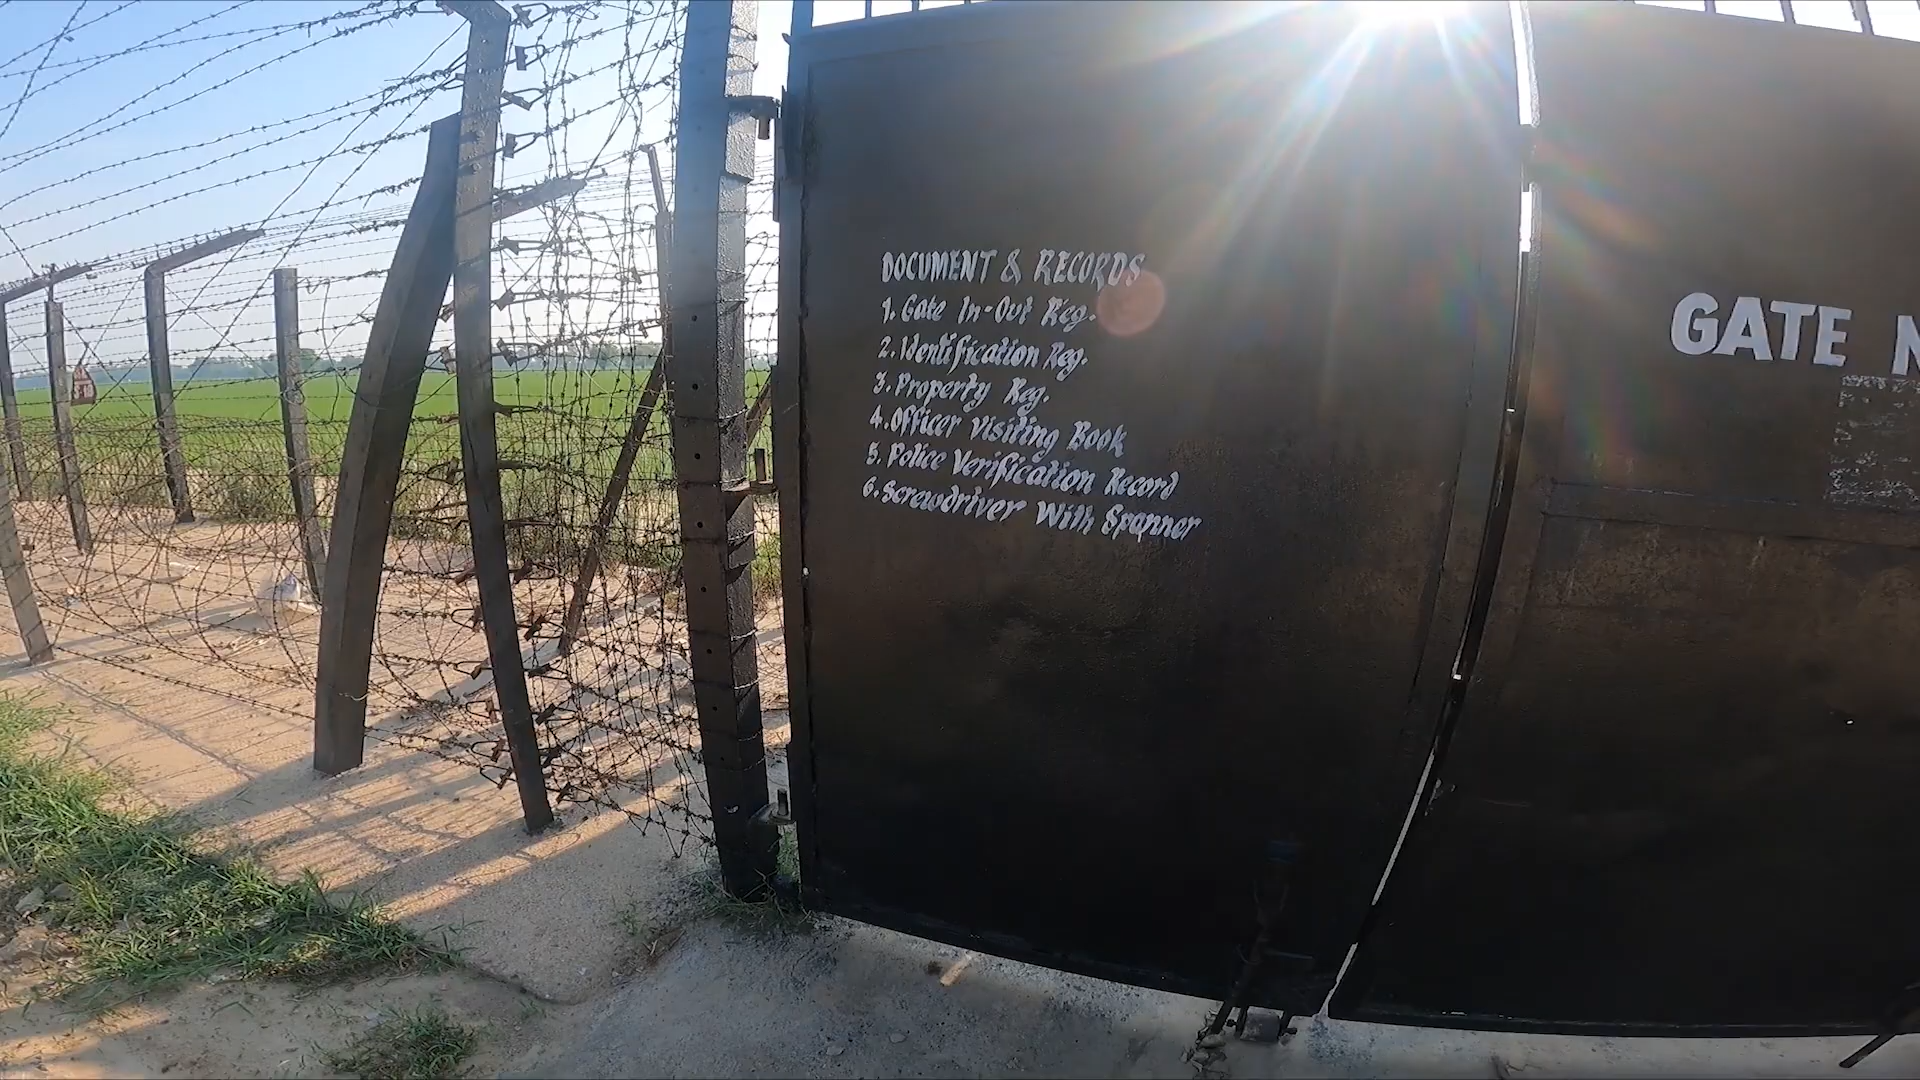 DOCUMENT & RECORDS
1. Gate In-Out Reg.
2. Identification Reg.
3. Property Reg.
4. Officer Visiting Book
5. Police Verification Record
6. Screwdriver With Spanner
GATE N